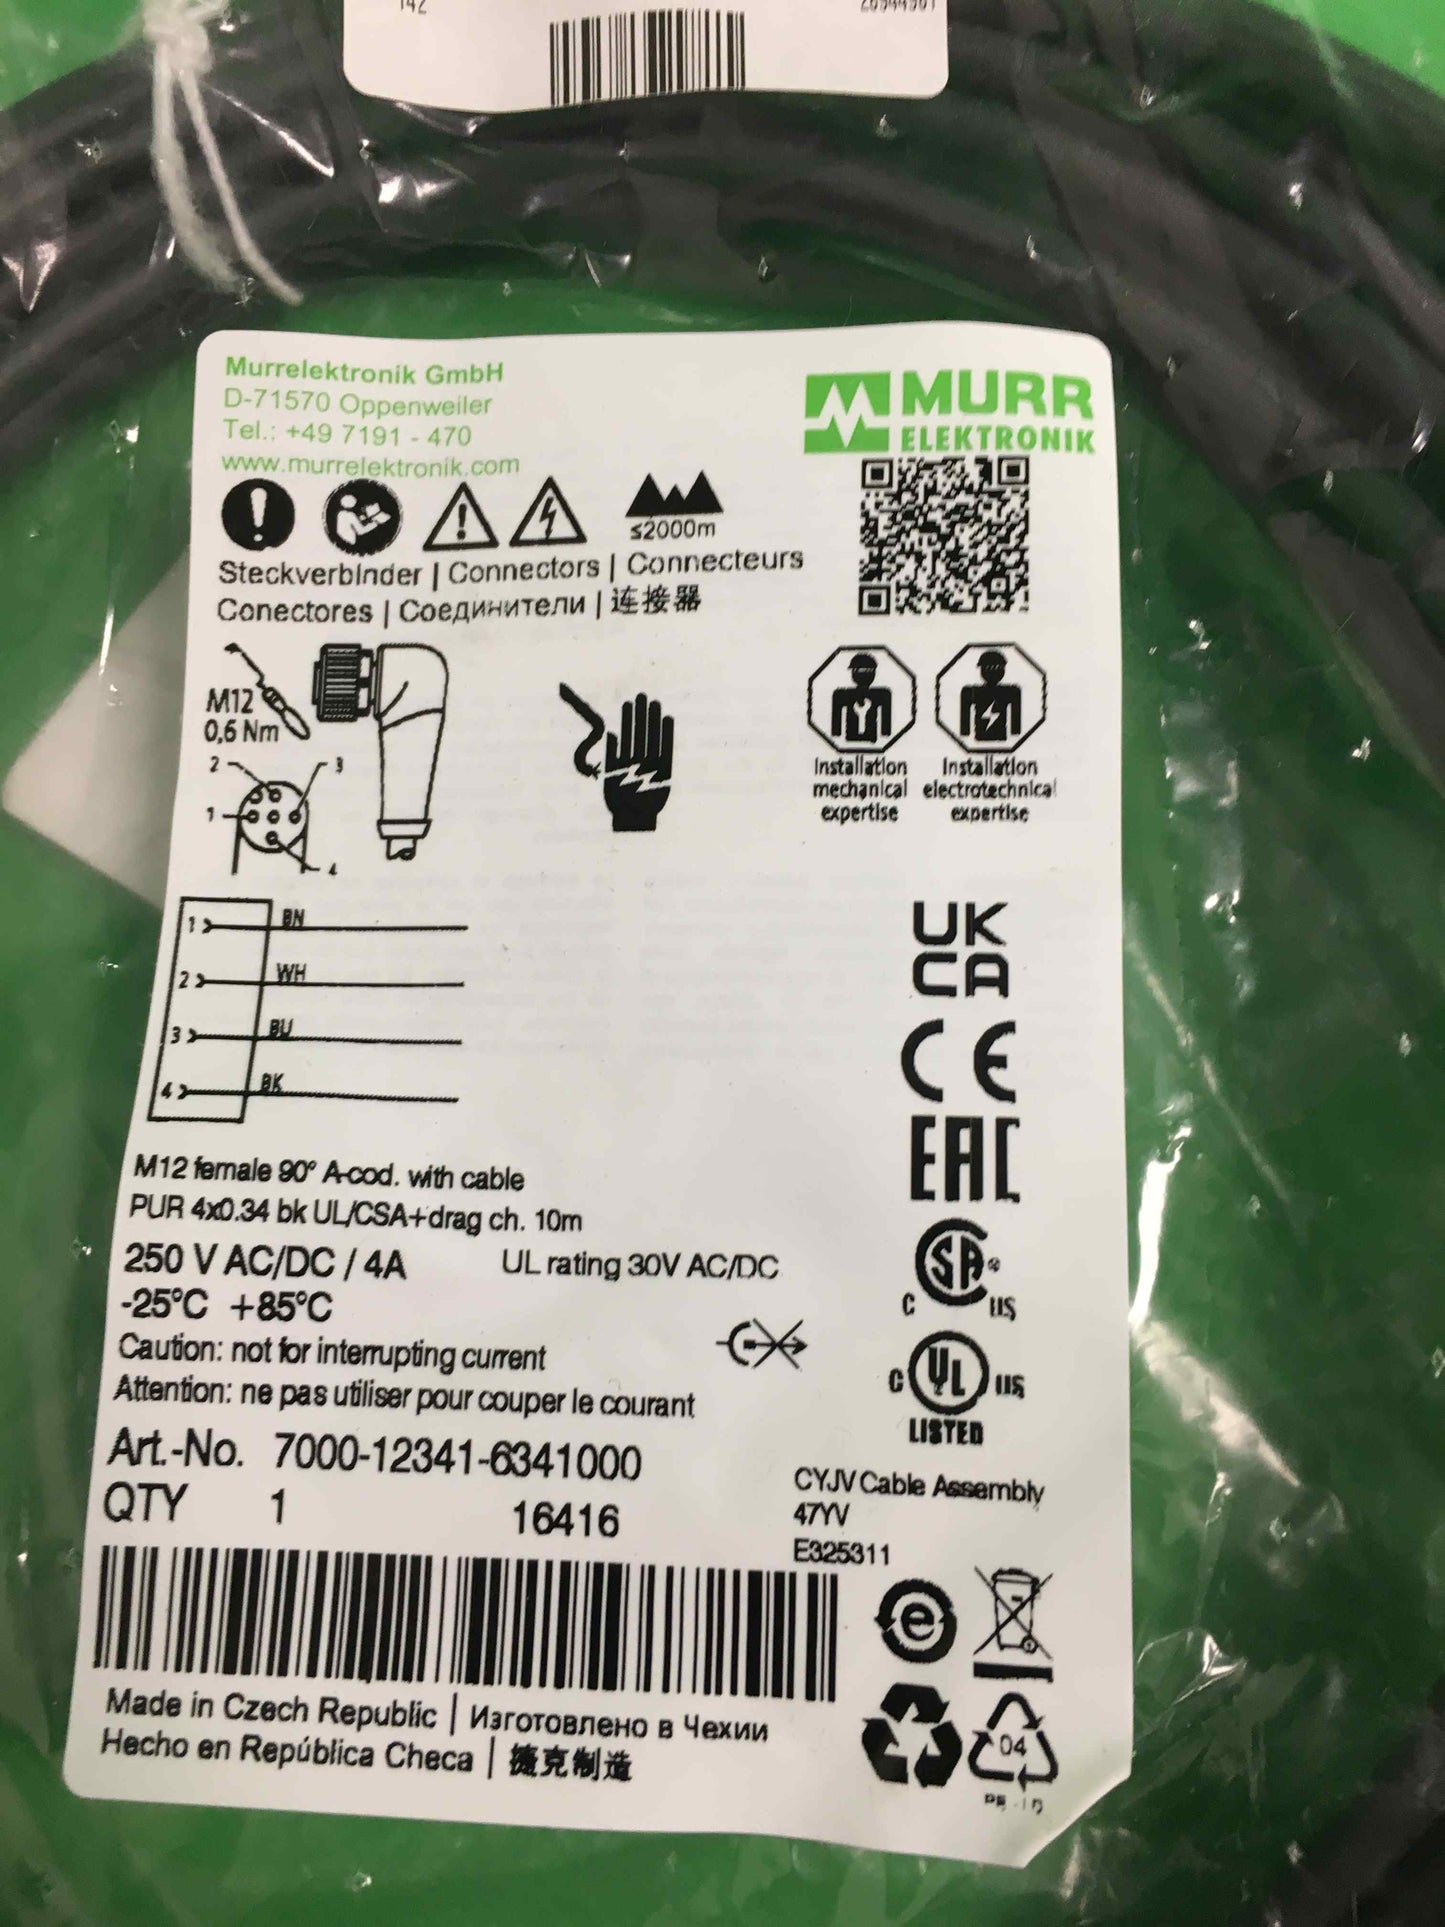 142
Murrelektronik GmbH
D-71570 Oppenweiler
Tel.: +49 7191 - 470
www.murrelektronik.com
MURR
ELEKTRONIK
≤2000m
Steckverbinder | Connectors | Connecteurs
Conectores | Соединители | 连接器
M12
0,6 Nm
2 3
1
4
Installation
mechanical
expertise
Installation
electrotechnical
expertise
1 BN
2 WH
3 BU
4 BK
UK
CA
CE
EAC
M12 female 90° A-cod. with cable
PUR 4x0.34 bk UL/CSA+drag ch. 10m
250 V AC/DC / 4A UL rating 30V AC/DC
-25°C +85°C
Caution: not for interrupting current
Attention: ne pas utiliser pour couper le courant
C SA® US
C UL US
LISTED
Art.-No. 7000-12341-6341000
QTY 1 16416
CYJV Cable Assembly
47YV
E325311
e
Made in Czech Republic | Изготовлено в Чехии
Hecho en República Checa | 捷克制造
04